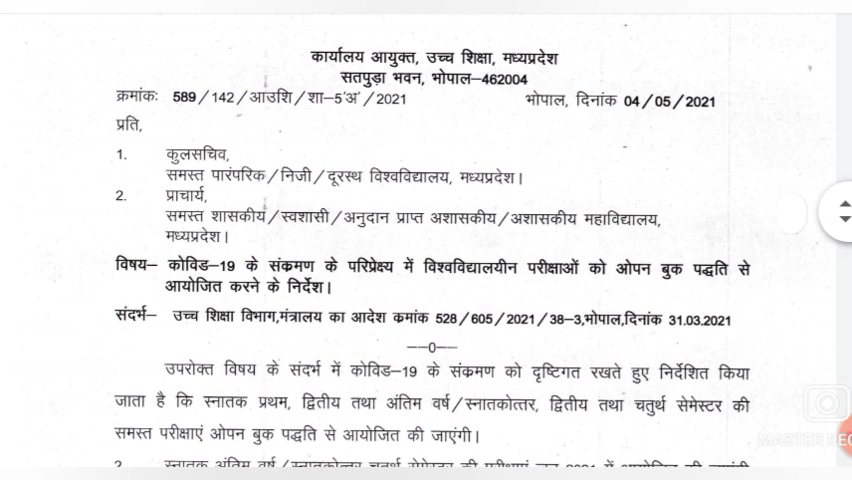 कार्यालय आयुक्त, उच्च शिक्षा, मध्यप्रदेश
सतपुड़ा भवन, भोपाल–462004
क्रमांकः 589/142/आउशि/शा–5'अ'/2021 भोपाल, दिनांक 04/05/2021
प्रति,
1. कुलसचिव,
समस्त पारंपरिक/निजी/दूरस्थ विश्वविद्यालय, मध्यप्रदेश।
2. प्राचार्य,
समस्त शासकीय/स्वशासी/अनुदान प्राप्त अशासकीय/अशासकीय महाविद्यालय,
मध्यप्रदेश।
विषय– कोविड–19 के संक्रमण के परिप्रेक्ष्य में विश्वविद्यालयीन परीक्षाओं को ओपन बुक पद्धति से
आयोजित करने के निर्देश।
संदर्भ– उच्च शिक्षा विभाग,मंत्रालय का आदेश क्रमांक 528/605/2021/38–3,भोपाल,दिनांक 31.03.2021
––0––
उपरोक्त विषय के संदर्भ में कोविड–19 के संक्रमण को दृष्टिगत रखते हुए निर्देशित किया
जाता है कि स्नातक प्रथम, द्वितीय तथा अंतिम वर्ष/स्नातकोत्तर, द्वितीय तथा चतुर्थ सेमेस्टर की
समस्त परीक्षाएं ओपन बुक पद्धति से आयोजित की जाएंगी।